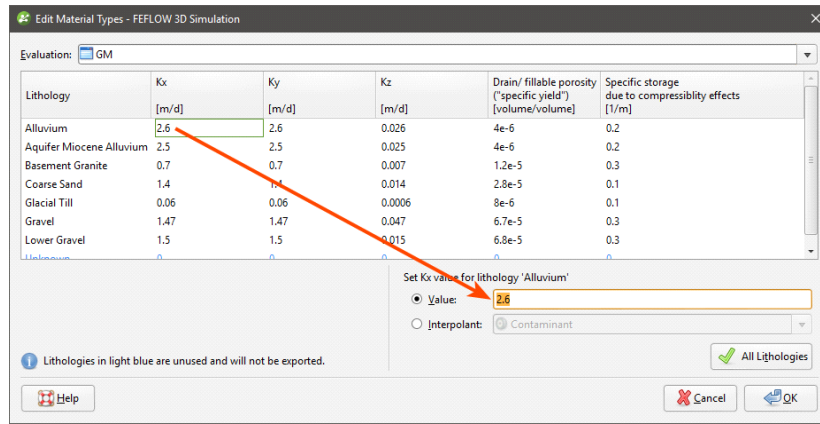 Edit Material Types - FEFLOW 3D Simulation
Evaluation: GM
Lithology Kx [m/d] Ky [m/d] Kz [m/d] Drain/ fillable porosity ("specific yield") [volume/volume] Specific storage due to compressiblity effects [1/m]
Alluvium 2.6 2.6 0.026 4e-6 0.2
Aquifer Miocene Alluvium 2.5 2.5 0.025 4e-6 0.2
Basement Granite 0.7 0.7 0.007 1.2e-5 0.3
Coarse Sand 1.4 1.4 0.014 2.8e-5 0.1
Glacial Till 0.06 0.06 0.0006 8e-6 0.1
Gravel 1.47 1.47 0.047 6.7e-5 0.3
Lower Gravel 1.5 1.5 0.015 6.8e-5 0.3
Unknown 0 0 0 0 0
Set Kx value for lithology 'Alluvium'
Value: 2.6
Interpolant: Contaminant
All Lithologies
Lithologies in light blue are unused and will not be exported.
Help Cancel OK